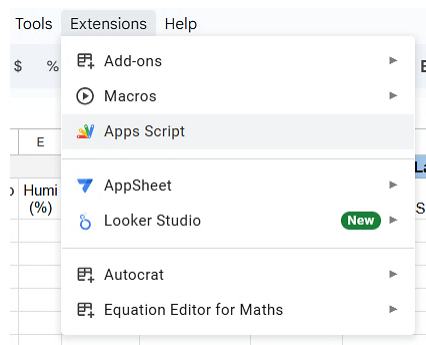 Tools Extensions Help
$ %
Add-ons
Macros
Apps Script
E
AppSheet
Humi
(%)
Looker Studio New
Autocrat
Equation Editor for Maths